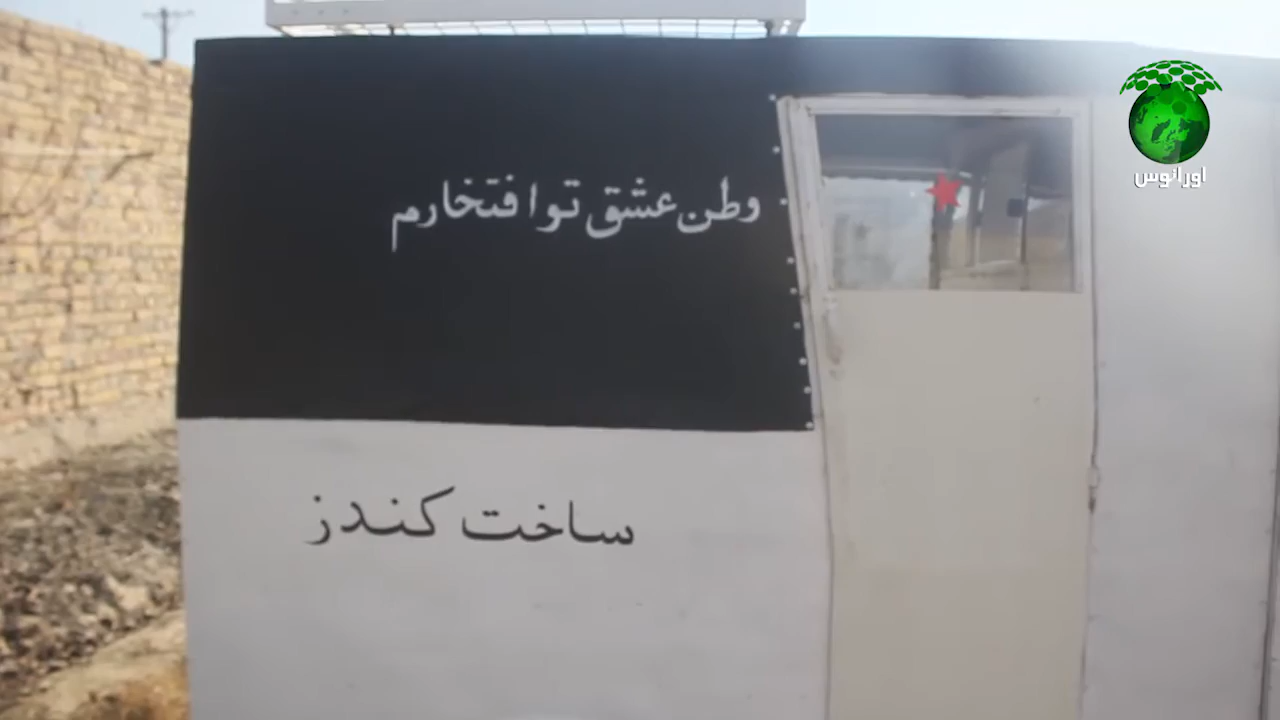 اورانوس
وطن عشق تو افتخارم
ساخت کندز